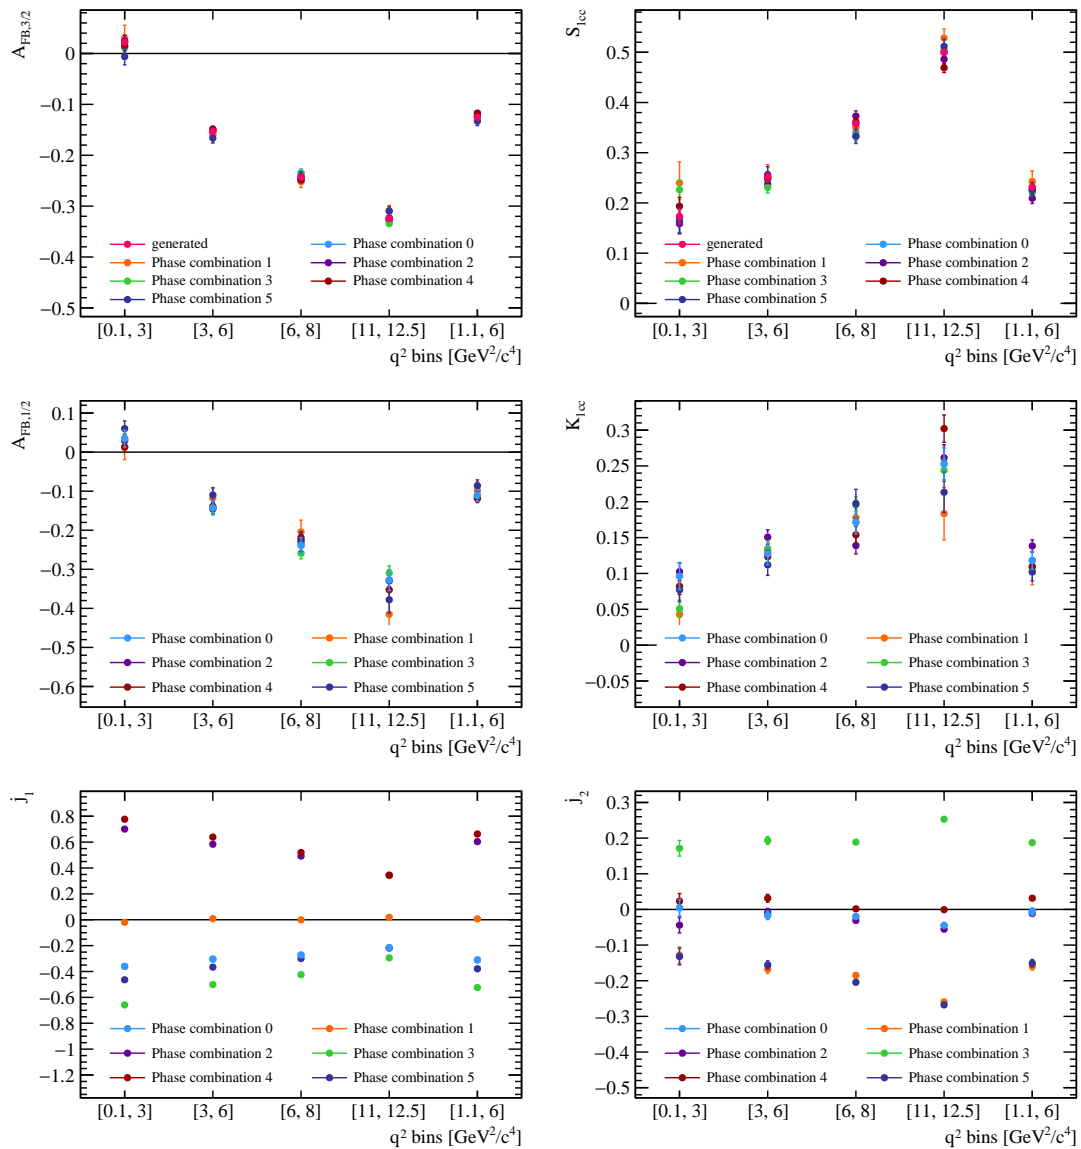 A_FB,3/2
0
−0.1
−0.2
−0.3
−0.4
−0.5
generated
Phase combination 0
Phase combination 1
Phase combination 2
Phase combination 3
Phase combination 4
Phase combination 5
[0.1, 3] [3, 6] [6, 8] [11, 12.5] [1.1, 6]
q² bins [GeV²/c⁴]
S_1cc
0.5
0.4
0.3
0.2
0.1
0
generated
Phase combination 0
Phase combination 1
Phase combination 2
Phase combination 3
Phase combination 4
Phase combination 5
[0.1, 3] [3, 6] [6, 8] [11, 12.5] [1.1, 6]
q² bins [GeV²/c⁴]
A_FB,1/2
0.1
0
−0.1
−0.2
−0.3
−0.4
−0.5
−0.6
Phase combination 0
Phase combination 1
Phase combination 2
Phase combination 3
Phase combination 4
Phase combination 5
[0.1, 3] [3, 6] [6, 8] [11, 12.5] [1.1, 6]
q² bins [GeV²/c⁴]
K_1cc
0.3
0.25
0.2
0.15
0.1
0.05
0
−0.05
Phase combination 0
Phase combination 1
Phase combination 2
Phase combination 3
Phase combination 4
Phase combination 5
[0.1, 3] [3, 6] [6, 8] [11, 12.5] [1.1, 6]
q² bins [GeV²/c⁴]
j_1
0.8
0.6
0.4
0.2
0
−0.2
−0.4
−0.6
−0.8
−1
−1.2
Phase combination 0
Phase combination 1
Phase combination 2
Phase combination 3
Phase combination 4
Phase combination 5
[0.1, 3] [3, 6] [6, 8] [11, 12.5] [1.1, 6]
q² bins [GeV²/c⁴]
j_2
0.3
0.2
0.1
0
−0.1
−0.2
−0.3
−0.4
−0.5
Phase combination 0
Phase combination 1
Phase combination 2
Phase combination 3
Phase combination 4
Phase combination 5
[0.1, 3] [3, 6] [6, 8] [11, 12.5] [1.1, 6]
q² bins [GeV²/c⁴]